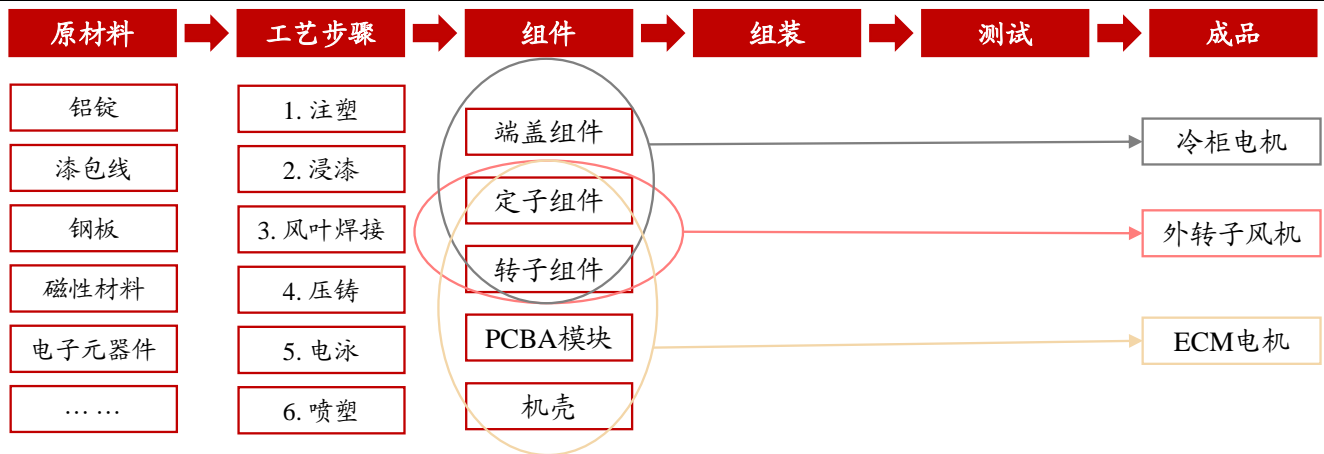 原材料
工艺步骤
组件
组装
测试
成品
铝锭
漆包线
钢板
磁性材料
电子元器件
… …
1. 注塑
2. 浸漆
3. 风叶焊接
4. 压铸
5. 电泳
6. 喷塑
端盖组件
定子组件
转子组件
PCBA模块
机壳
冷柜电机
外转子风机
ECM电机